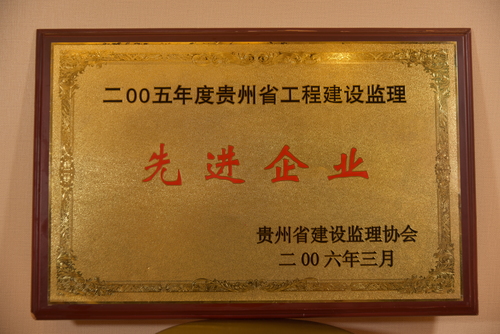 二00五年度贵州省工程建设监理
先进企业
贵州省建设监理协会
二00六年三月